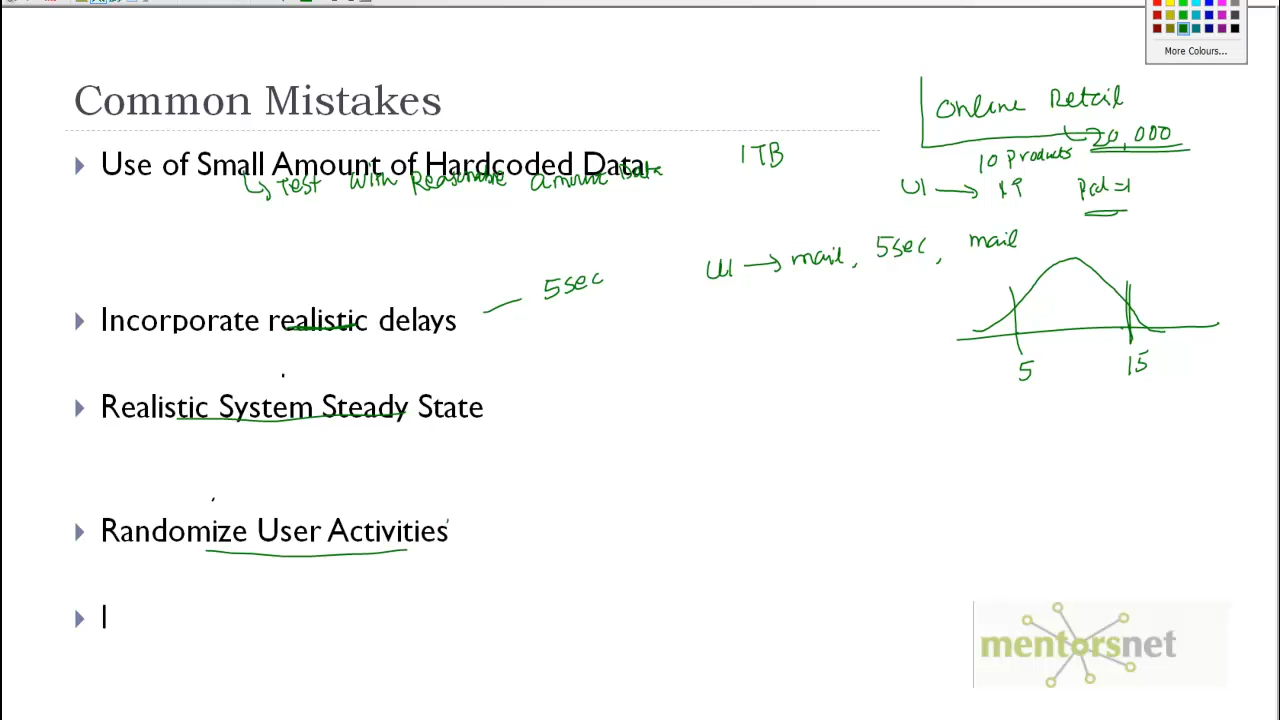 More Colours...
Common Mistakes
Online Retail
20,000
Use of Small Amount of Hardcoded Data
1TB
10 Products
Test with Reasonable amount Data
UI
Pid=1
UI → mail, 5sec, mail
5sec
Incorporate realistic delays
5
15
Realistic System Steady State
Randomize User Activities
I
mentorsnet